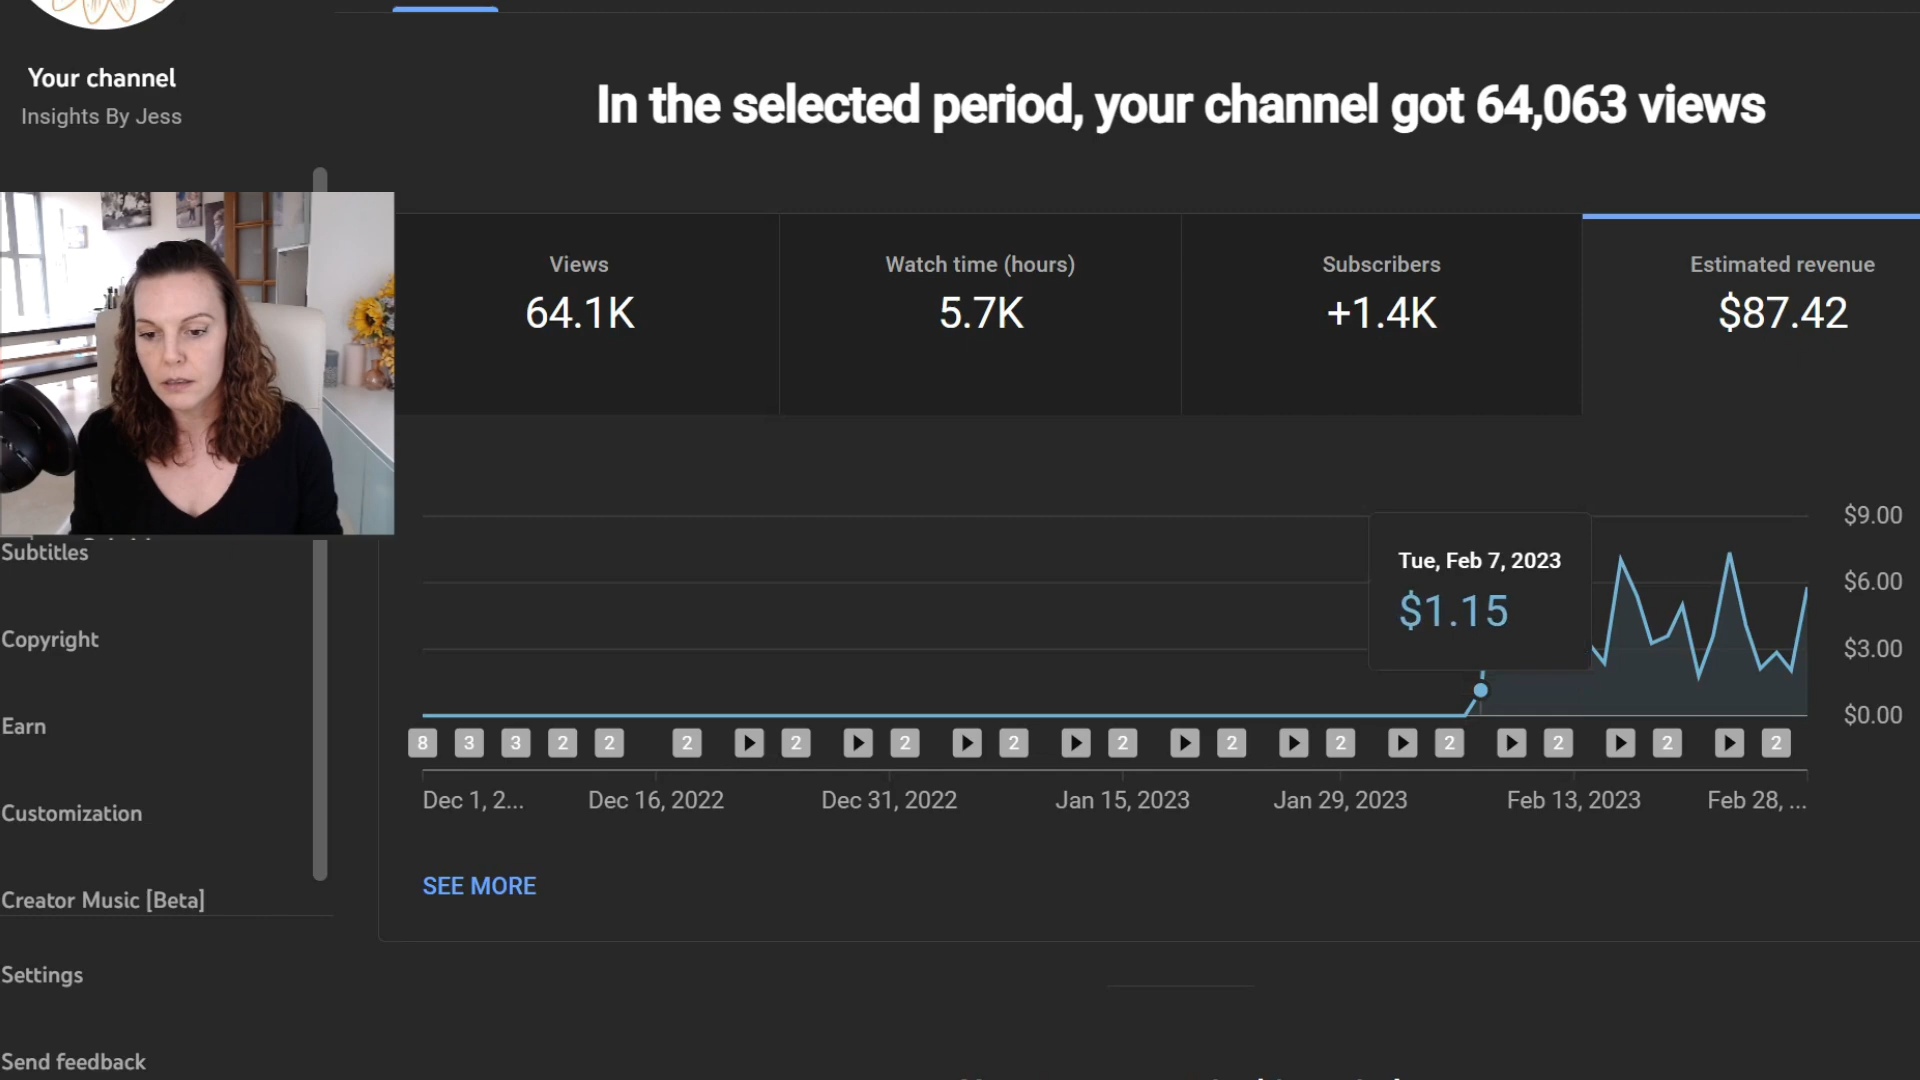 In the selected period, your channel got 64,063 views
Your channel
Insights By Jess
Views
64.1K
Watch time (hours)
5.7K
Subscribers
+1.4K
Estimated revenue
$87.42
Subtitles
Copyright
Earn
Customization
Creator Music [Beta]
Settings
Send feedback
Tue, Feb 7, 2023
$1.15
$9.00
$6.00
$3.00
$0.00
8 3 3 2 2 2 2 2 2 2 2 2 2 2 2 2
Dec 1, 2... Dec 16, 2022 Dec 31, 2022 Jan 15, 2023 Jan 29, 2023 Feb 13, 2023 Feb 28, ...
SEE MORE